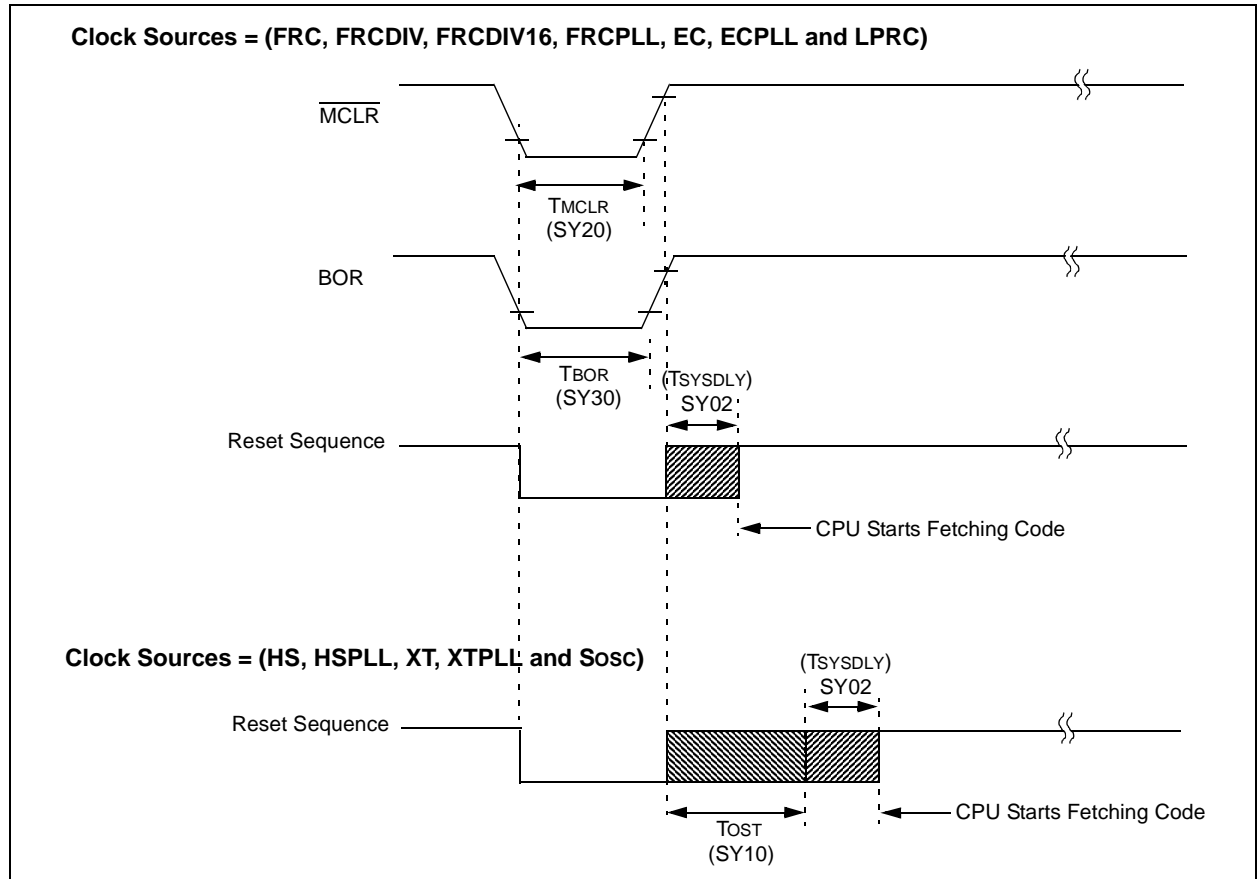 Clock Sources = (FRC, FRCDIV, FRCDIV16, FRCPLL, EC, ECPLL and LPRC)
MCLR
TMCLR
(SY20)
BOR
TBOR
(SY30)
(TSYSDLY)
SY02
Reset Sequence
CPU Starts Fetching Code
Clock Sources = (HS, HSPLL, XT, XTPLL and SOSC)
(TSYSDLY)
SY02
Reset Sequence
CPU Starts Fetching Code
TOST
(SY10)